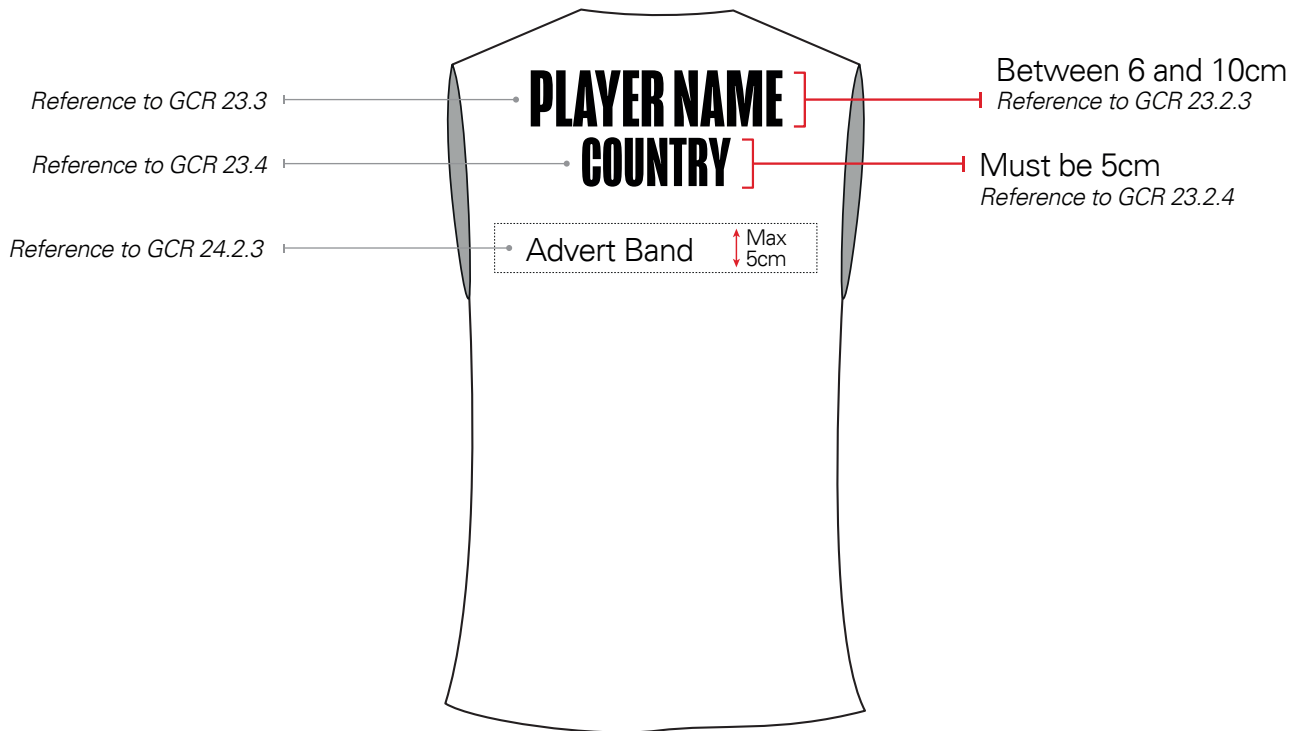 Reference to GCR 23.3
PLAYER NAME
Between 6 and 10cm
Reference to GCR 23.2.3
Reference to GCR 23.4
COUNTRY
Must be 5cm
Reference to GCR 23.2.4
Reference to GCR 24.2.3
Advert Band
Max
5cm